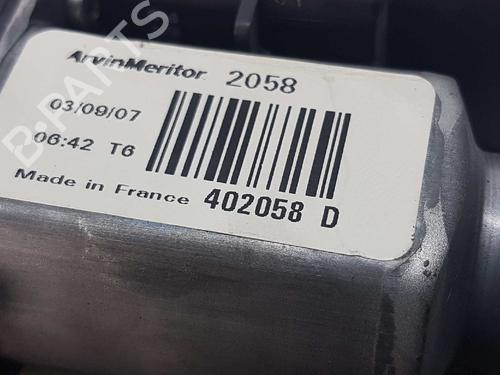 ArvinMeritor 2058
03/09/07
06:42 T6
Made in France 402058 D
B-PARTS